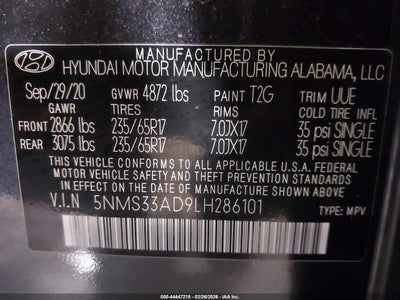 MANUFACTURED BY
HYUNDAI MOTOR MANUFACTURING ALABAMA, LLC
Sep/29/20 GVWR 4872 lbs PAINT T2G TRIM UUE
GAWR TIRES RIMS COLD TIRE INFL
FRONT 2866 lbs 235/65R17 7.0JX17 35 psi SINGLE
REAR 3075 lbs 235/65R17 7.0JX17 35 psi SINGLE
THIS VEHICLE CONFORMS TO ALL APPLICABLE U.S.A. FEDERAL
MOTOR VEHICLE SAFETY AND THEFT PREVENTION STANDARDS
IN EFFECT ON THE DATE OF MANUFACTURE SHOWN ABOVE.
V.I.N 5NMS33AD9LH286101 TYPE: MPV
000-44447218 - 02/26/2026 - IAAI